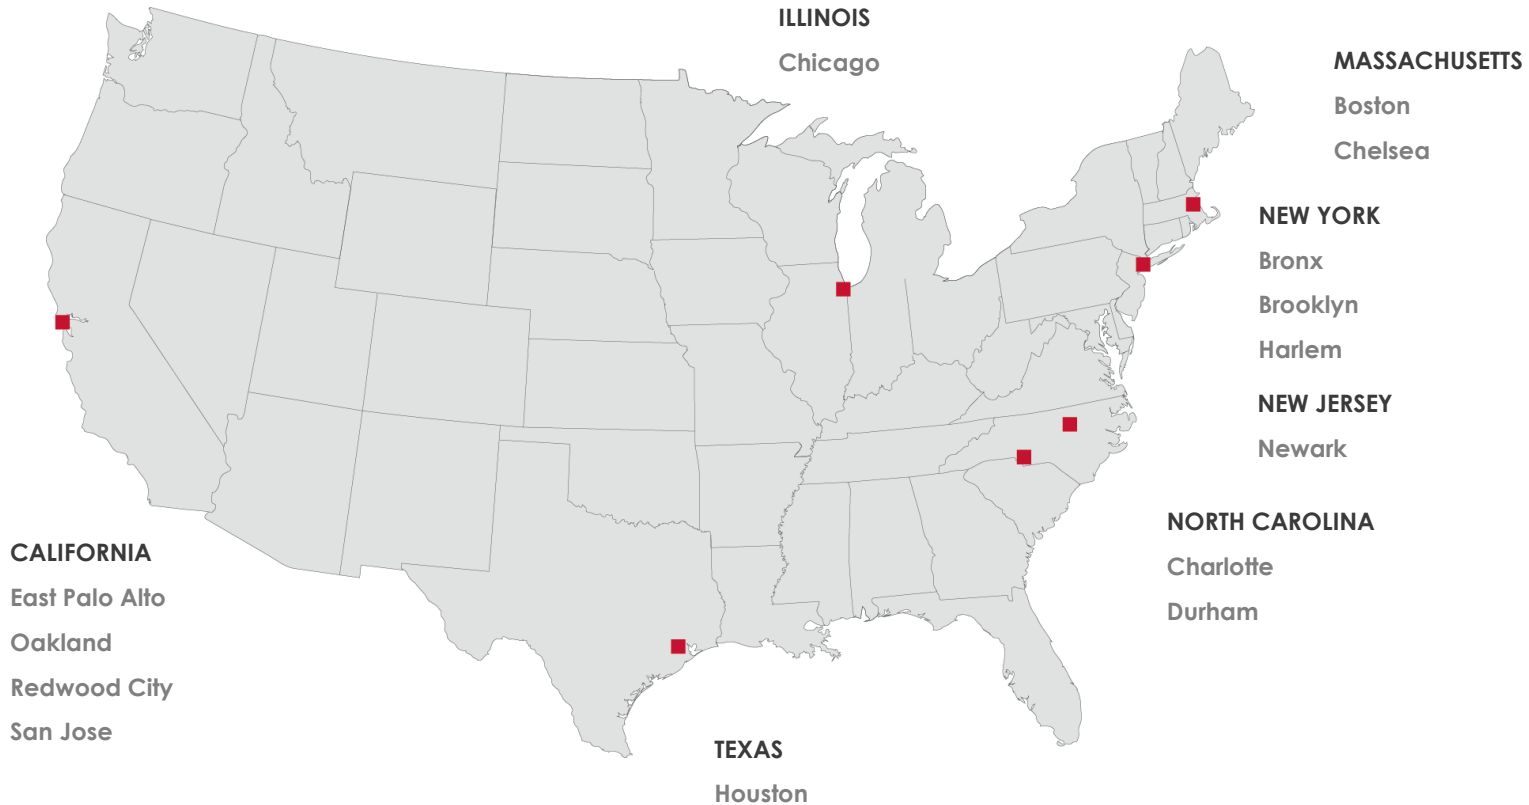 ILLINOIS
Chicago
MASSACHUSETTS
Boston
Chelsea
NEW YORK
Bronx
Brooklyn
Harlem
NEW JERSEY
Newark
NORTH CAROLINA
Charlotte
Durham
CALIFORNIA
East Palo Alto
Oakland
Redwood City
San Jose
TEXAS
Houston